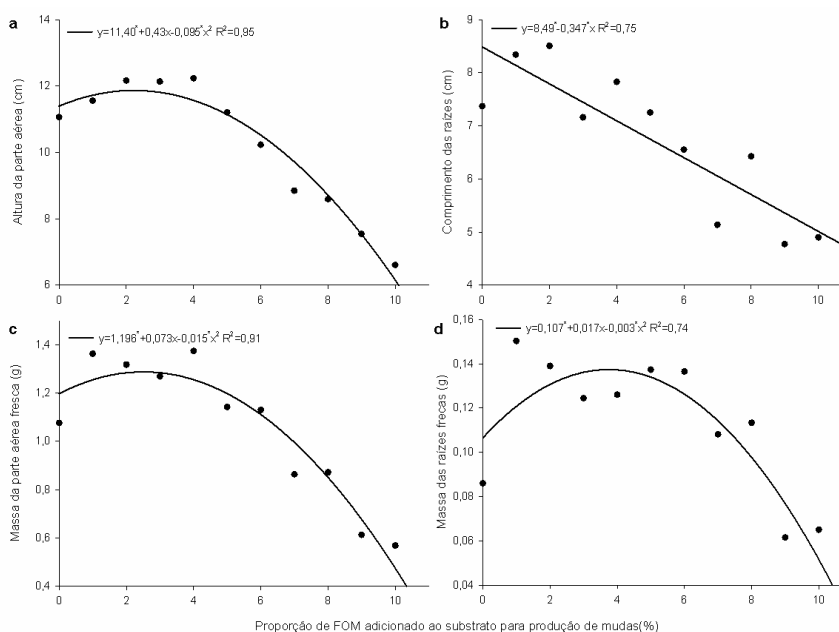 a
y=11,40*+0,43x-0,095*x² R²=0,95
Altura da parte aérea (cm)
14
12
10
8
6
0 2 4 6 8 10
b
y=8,49*-0,347*x R²=0,75
Comprimento das raízes (cm)
9
8
7
6
5
4
0 2 4 6 8 10
c
y=1,196*+0,073x-0,015*x² R²=0,91
Massa da parte aérea fresca (g)
1,4
1,2
1,0
0,8
0,6
0,4
0 2 4 6 8 10
d
y=0,107*+0,017x-0,003*x² R²=0,74
Massa das raízes frecas (g)
0,16
0,14
0,12
0,10
0,08
0,06
0,04
0 2 4 6 8 10
Proporção de FOM adicionado ao substrato para produção de mudas(%)